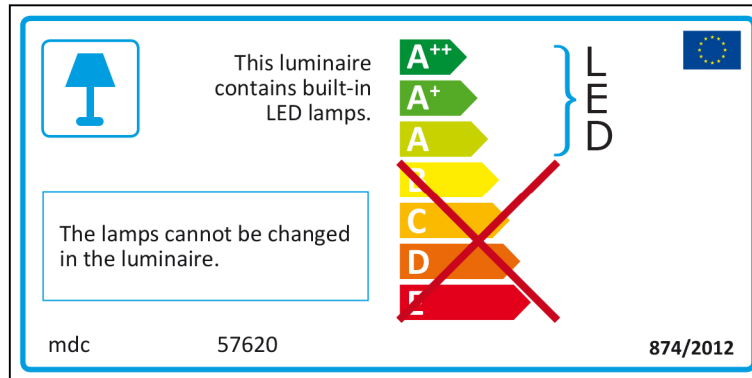 This luminaire
contains built-in
LED lamps.
A++
A+
A
B
C
D
E
L
E
D
The lamps cannot be changed
in the luminaire.
mdc 57620
874/2012